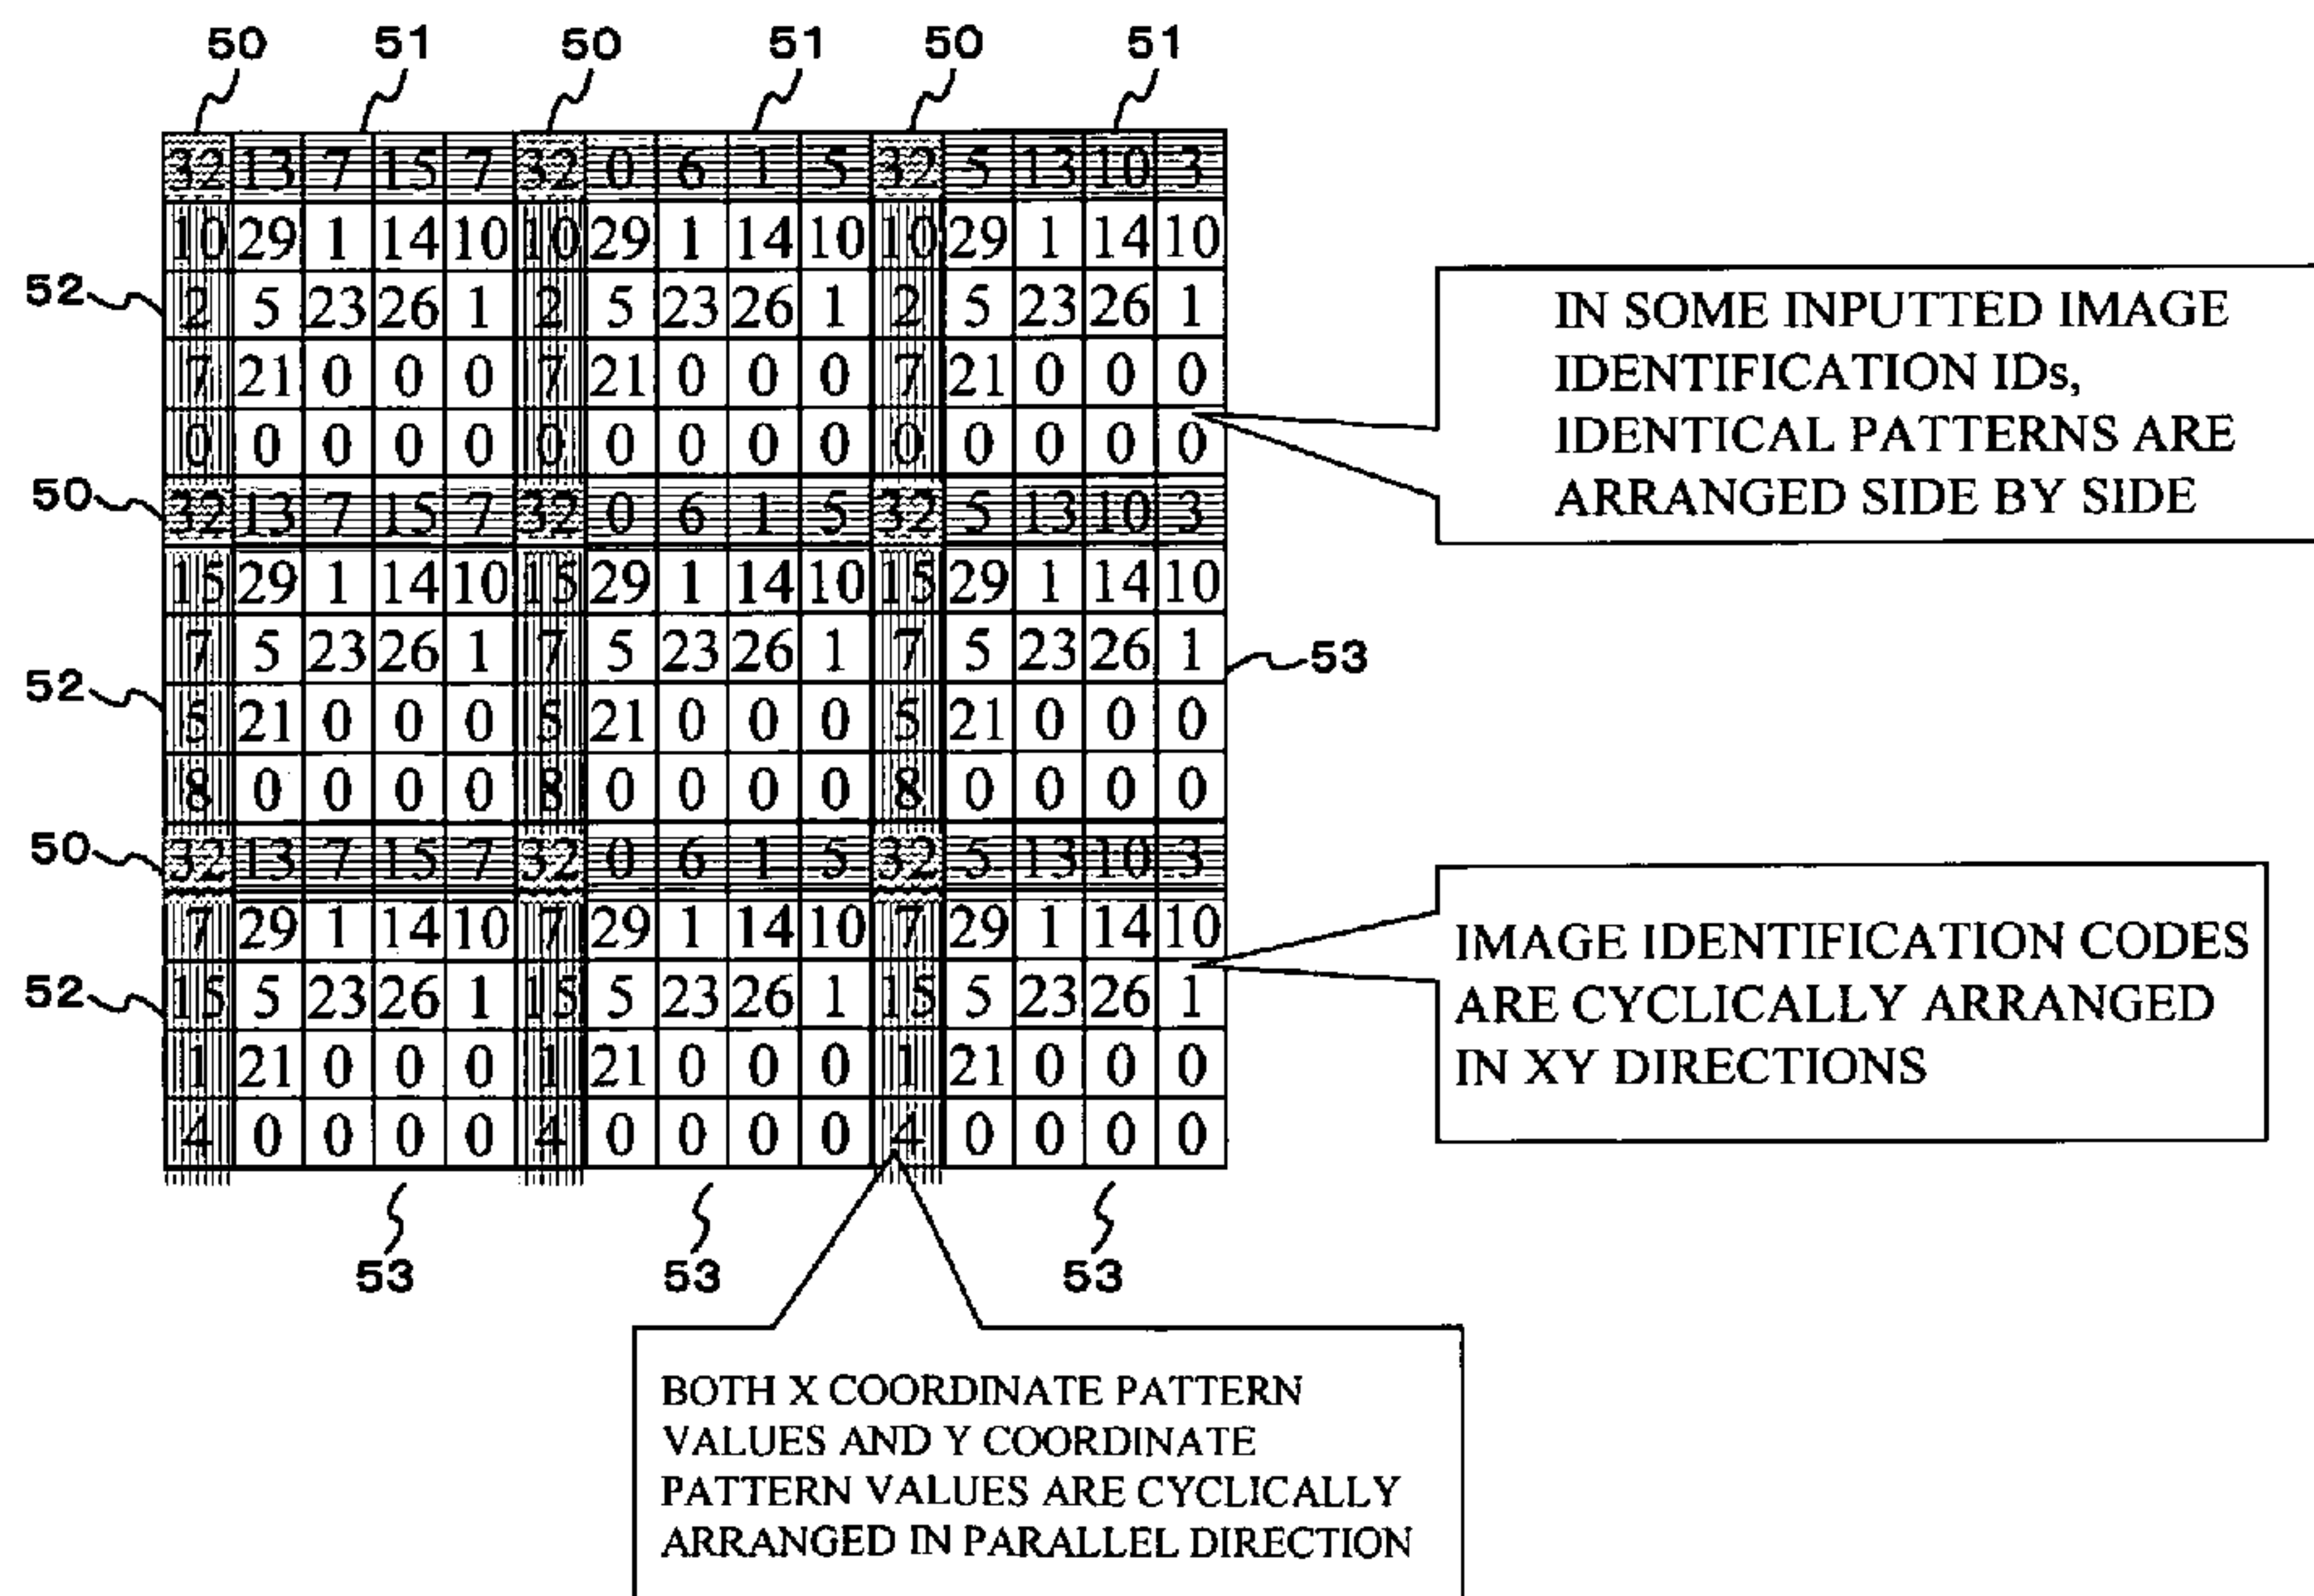 50 51 50 51 50 51
32 13 7 15 7 32 0 6 1 5 32 5 13 10 3
10 29 1 14 10 10 29 1 14 10 10 29 1 14 10
52 2 5 23 26 1 2 5 23 26 1 2 5 23 26 1
7 21 0 0 0 7 21 0 0 0 7 21 0 0 0
0 0 0 0 0 0 0 0 0 0 0 0 0 0 0
50 32 13 7 15 7 32 0 6 1 5 32 5 13 10 3
15 29 1 14 10 15 29 1 14 10 15 29 1 14 10
7 5 23 26 1 7 5 23 26 1 7 5 23 26 1 53
52 5 21 0 0 0 5 21 0 0 0 5 21 0 0 0
8 0 0 0 0 8 0 0 0 0 8 0 0 0 0
50 32 13 7 15 7 32 0 6 1 5 32 5 13 10 3
7 29 1 14 10 7 29 1 14 10 7 29 1 14 10
52 15 5 23 26 1 15 5 23 26 1 15 5 23 26 1
1 21 0 0 0 1 21 0 0 0 1 21 0 0 0
4 0 0 0 0 4 0 0 0 0 4 0 0 0 0
53 53 53
IN SOME INPUTTED IMAGE
IDENTIFICATION IDs,
IDENTICAL PATTERNS ARE
ARRANGED SIDE BY SIDE
IMAGE IDENTIFICATION CODES
ARE CYCLICALLY ARRANGED
IN XY DIRECTIONS
BOTH X COORDINATE PATTERN
VALUES AND Y COORDINATE
PATTERN VALUES ARE CYCLICALLY
ARRANGED IN PARALLEL DIRECTION